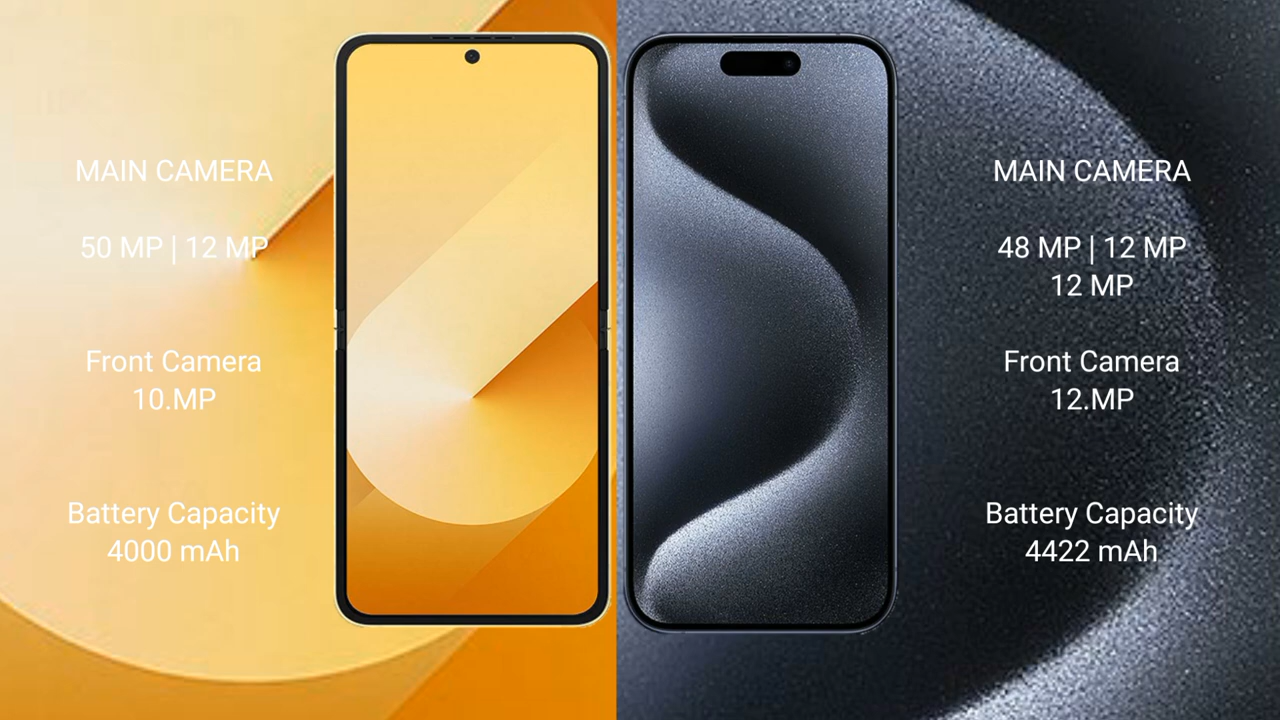 MAIN CAMERA
50 MP | 12 MP
Front Camera
10.MP
Battery Capacity
4000 mAh
MAIN CAMERA
48 MP | 12 MP
12 MP
Front Camera
12.MP
Battery Capacity
4422 mAh